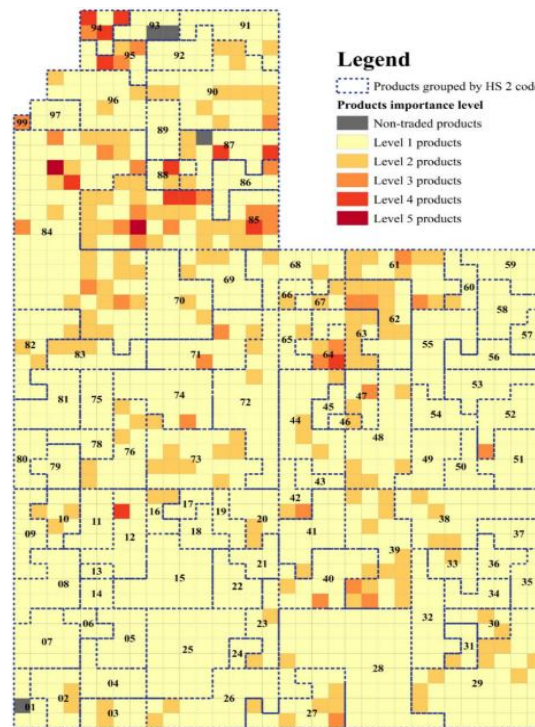 94 93 91
95 92
96 90
97
99 89 87
88 86
84 85
69 68 61 59
66 67 60
70 62 58
65 63 57
82 83 71 64 55 56
81 75 74 72 45 47 53
54 52
78 76 44 46 48
80 79 73 43 49 50 51
42
10 11 16 17 19 20 41 38 37
09 12 18
13 21 39 33 36
08 14 15 22 40 34 35
06 23 32 30
07 05 25 24 31
04 28
01 02 03 26 27 29
Legend
Products grouped by HS 2 cod
Products importance level
Non-traded products
Level 1 products
Level 2 products
Level 3 products
Level 4 products
Level 5 products